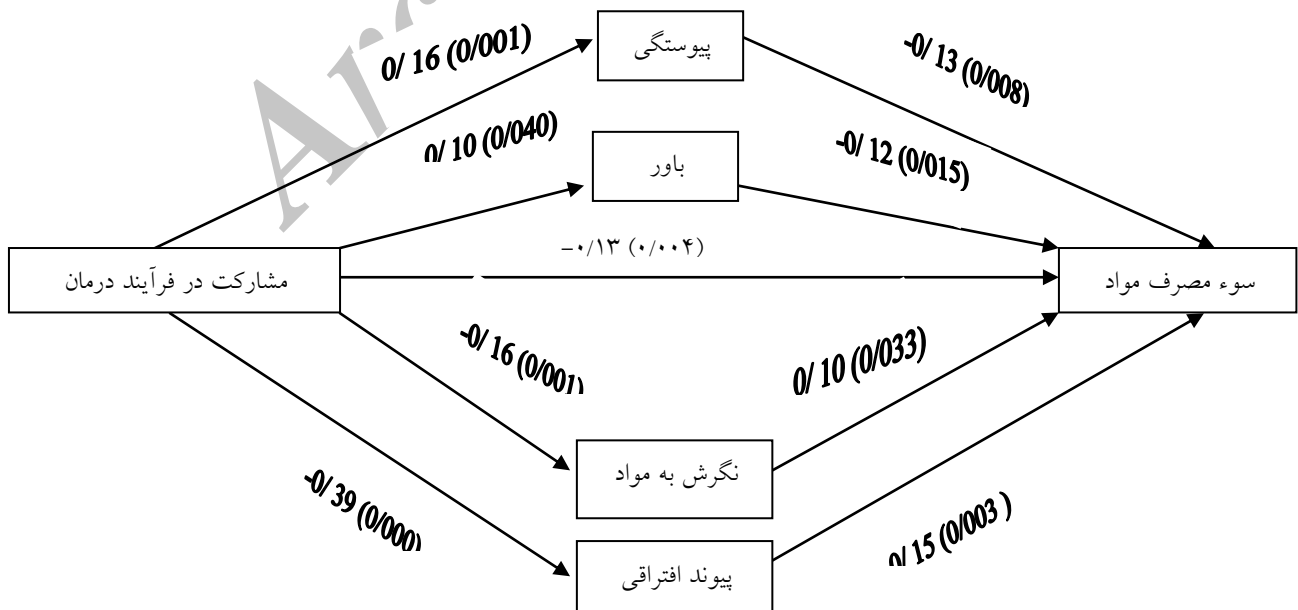 پیوستگی
0/ 16 (0/001)
-0/ 13 (0/008)
0/ 10 (0/040)
باور
-0/ 12 (0/015)
-۰/۱۳ (۰/۰۰۴)
مشارکت در فرآیند درمان
سوء مصرف مواد
-0/ 16 (0/001)
0/ 10 (0/033)
نگرش به مواد
-0/ 39 (0/000)
0/ 15 (0/003 )
پیوند افتراقی